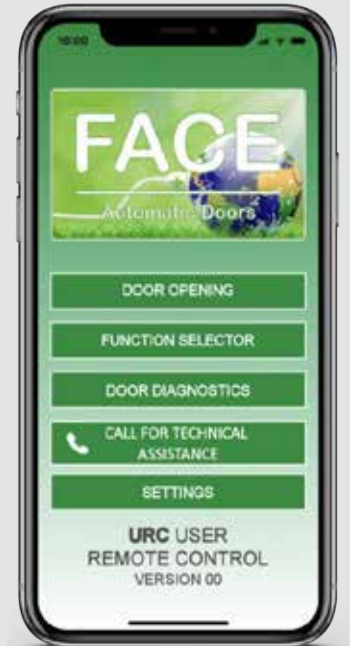 16:00
FACE
Automatic Doors
DOOR OPENING
FUNCTION SELECTOR
DOOR DIAGNOSTICS
CALL FOR TECHNICAL
ASSISTANCE
SETTINGS
URC USER
REMOTE CONTROL
VERSION 00